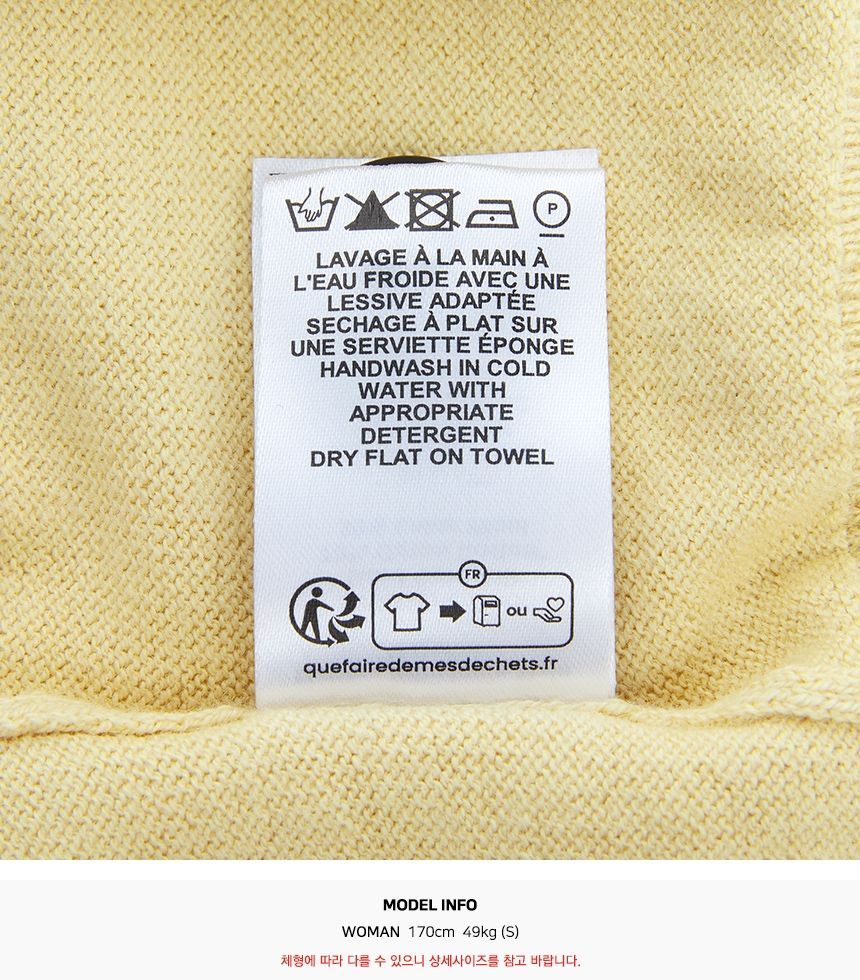 P
LAVAGE À LA MAIN À
L'EAU FROIDE AVEC UNE
LESSIVE ADAPTÉE
SECHAGE À PLAT SUR
UNE SERVIETTE ÉPONGE
HANDWASH IN COLD
WATER WITH
APPROPRIATE
DETERGENT
DRY FLAT ON TOWEL
FR
ou
quefairedemesdechets.fr
MODEL INFO
WOMAN 170cm 49kg (S)
체형에 따라 다를 수 있으니 상세사이즈를 참고 바랍니다.